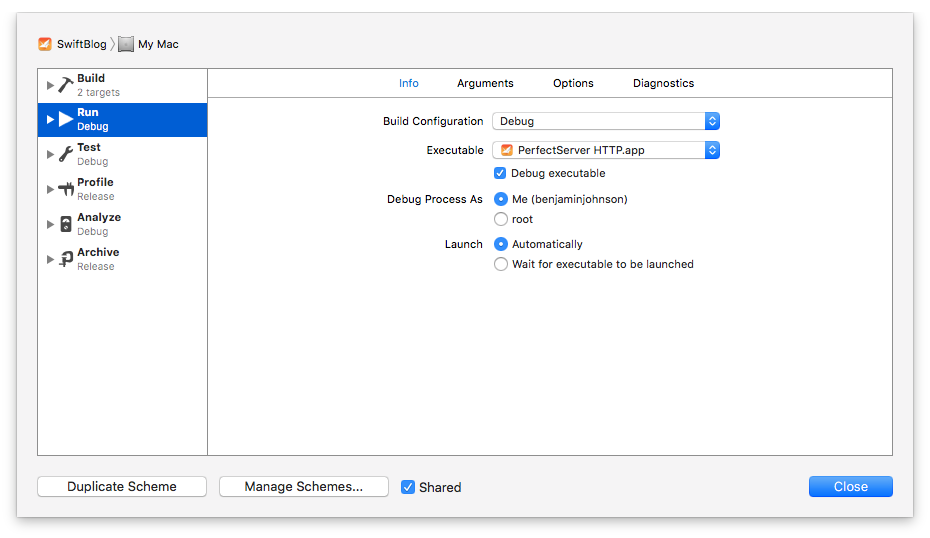 SwiftBlog My Mac
Build
2 targets
Run
Debug
Test
Debug
Profile
Release
Analyze
Debug
Archive
Release
Info Arguments Options Diagnostics
Build Configuration Debug
Executable PerfectServer HTTP.app
Debug executable
Debug Process As Me (benjaminjohnson)
root
Launch Automatically
Wait for executable to be launched
Duplicate Scheme Manage Schemes... Shared Close